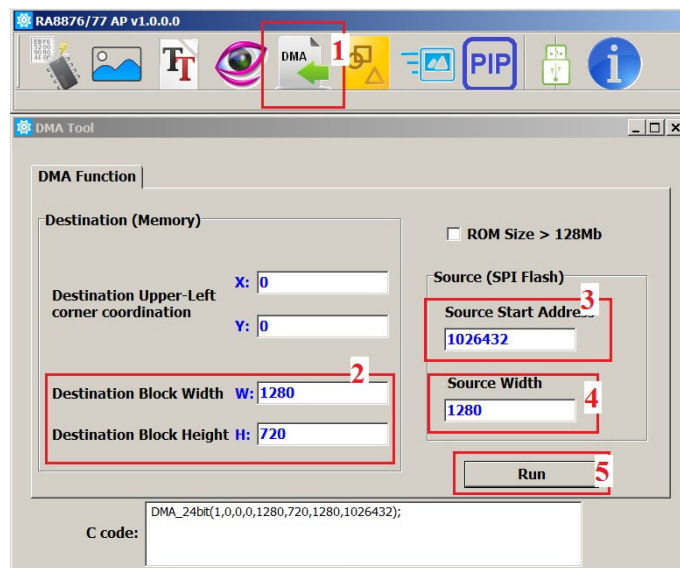 RA8876/77 AP v1.0.0.0
DMA
1
PIP
DMA Tool
DMA Function
Destination (Memory)
ROM Size > 128Mb
Destination Upper-Left
corner coordination
X: 0
Y: 0
Source (SPI Flash)
3
Source Start Address
1026432
2
Destination Block Width W: 1280
Destination Block Height H: 720
Source Width
4
1280
Run
5
C code:
DMA_24bit(1,0,0,0,1280,720,1280,1026432);